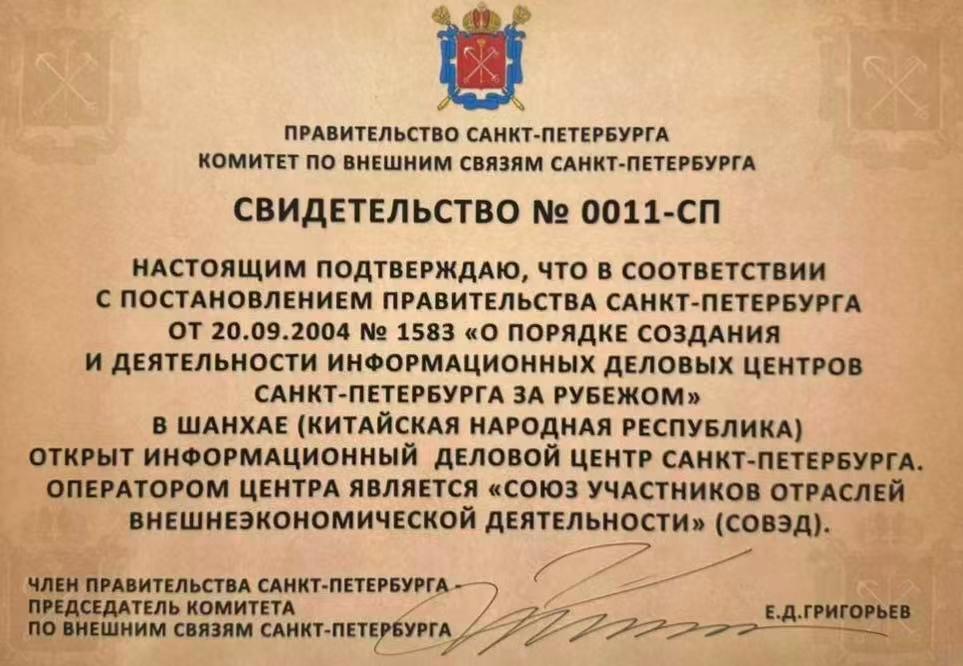 ПРАВИТЕЛЬСТВО САНКТ-ПЕТЕРБУРГА
КОМИТЕТ ПО ВНЕШНИМ СВЯЗЯМ САНКТ-ПЕТЕРБУРГА
СВИДЕТЕЛЬСТВО № 0011-СП
НАСТОЯЩИМ ПОДТВЕРЖДАЮ, ЧТО В СООТВЕТСТВИИ
С ПОСТАНОВЛЕНИЕМ ПРАВИТЕЛЬСТВА САНКТ-ПЕТЕРБУРГА
ОТ 20.09.2004 № 1583 «О ПОРЯДКЕ СОЗДАНИЯ
И ДЕЯТЕЛЬНОСТИ ИНФОРМАЦИОННЫХ ДЕЛОВЫХ ЦЕНТРОВ
САНКТ-ПЕТЕРБУРГА ЗА РУБЕЖОМ»
В ШАНХАЕ (КИТАЙСКАЯ НАРОДНАЯ РЕСПУБЛИКА)
ОТКРЫТ ИНФОРМАЦИОННЫЙ ДЕЛОВОЙ ЦЕНТР САНКТ-ПЕТЕРБУРГА.
ОПЕРАТОРОМ ЦЕНТРА ЯВЛЯЕТСЯ «СОЮЗ УЧАСТНИКОВ ОТРАСЛЕЙ
ВНЕШНЕЭКОНОМИЧЕСКОЙ ДЕЯТЕЛЬНОСТИ» (СОВЭД).
ЧЛЕН ПРАВИТЕЛЬСТВА САНКТ-ПЕТЕРБУРГА -
ПРЕДСЕДАТЕЛЬ КОМИТЕТА
ПО ВНЕШНИМ СВЯЗЯМ САНКТ-ПЕТЕРБУРГА
Е.Д.ГРИГОРЬЕВ